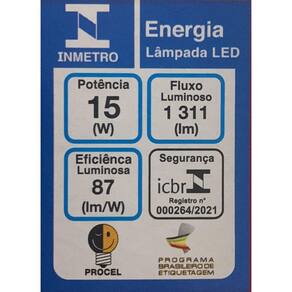 INMETRO
Energia
Lâmpada LED
Potência
15
(W)
Fluxo
Luminoso
1 311
(lm)
Eficiênca
Luminosa
87
(lm/W)
Segurança
icbr
Registro nº
000264/2021
PROCEL
PROGRAMA
BRASILEIRO DE
ETIQUETAGEM